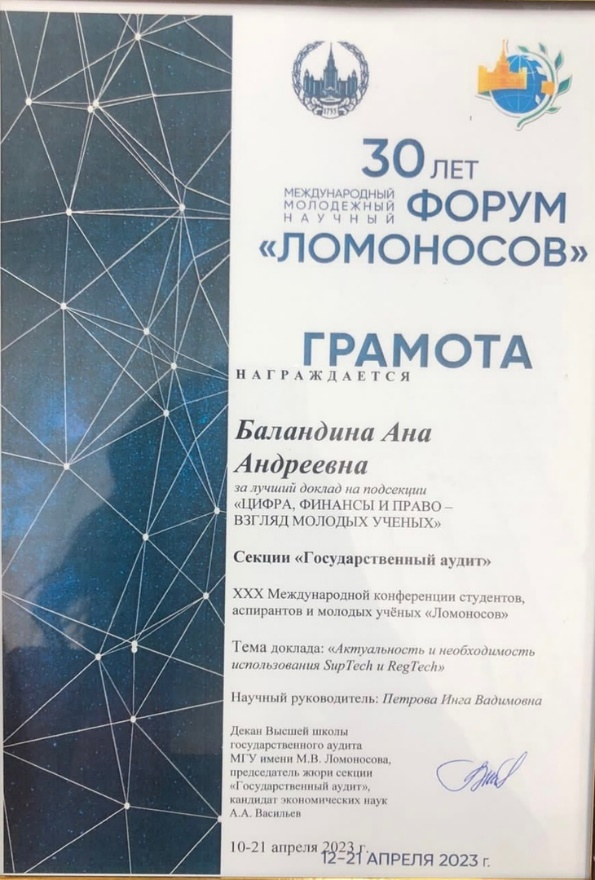 1755
30 ЛЕТ
МЕЖДУНАРОДНЫЙ
МОЛОДЕЖНЫЙ
НАУЧНЫЙ
ФОРУМ
«ЛОМОНОСОВ»
ГРАМОТА
НАГРАЖДАЕТСЯ
Баландина Ана
Андреевна
за лучший доклад на подсекции
«ЦИФРА, ФИНАНСЫ И ПРАВО –
ВЗГЛЯД МОЛОДЫХ УЧЕНЫХ»
Секции «Государственный аудит»
XXX Международной конференции студентов,
аспирантов и молодых учёных «Ломоносов»
Тема доклада: «Актуальность и необходимость
использования SupTech и RegTech»
Научный руководитель: Петрова Инга Вадимовна
Декан Высшей школы
государственного аудита
МГУ имени М.В. Ломоносова,
председатель жюри секции
«Государственный аудит»,
кандидат экономических наук
А.А. Васильев
10-21 апреля 2023 г.
12-21 АПРЕЛЯ 2023 г.